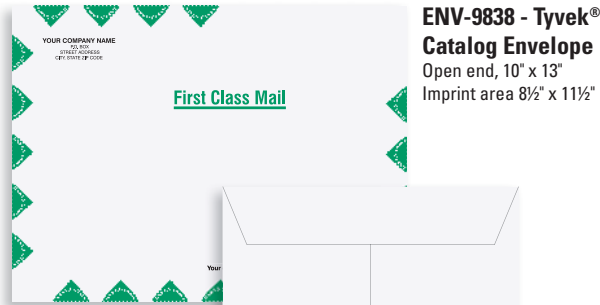 ENV-9838 - Tyvek®
Catalog Envelope
Open end, 10" x 13"
Imprint area 8½" x 11½"
YOUR COMPANY NAME
P.O. BOX
STREET ADDRESS
CITY, STATE ZIP CODE
First Class Mail
Your